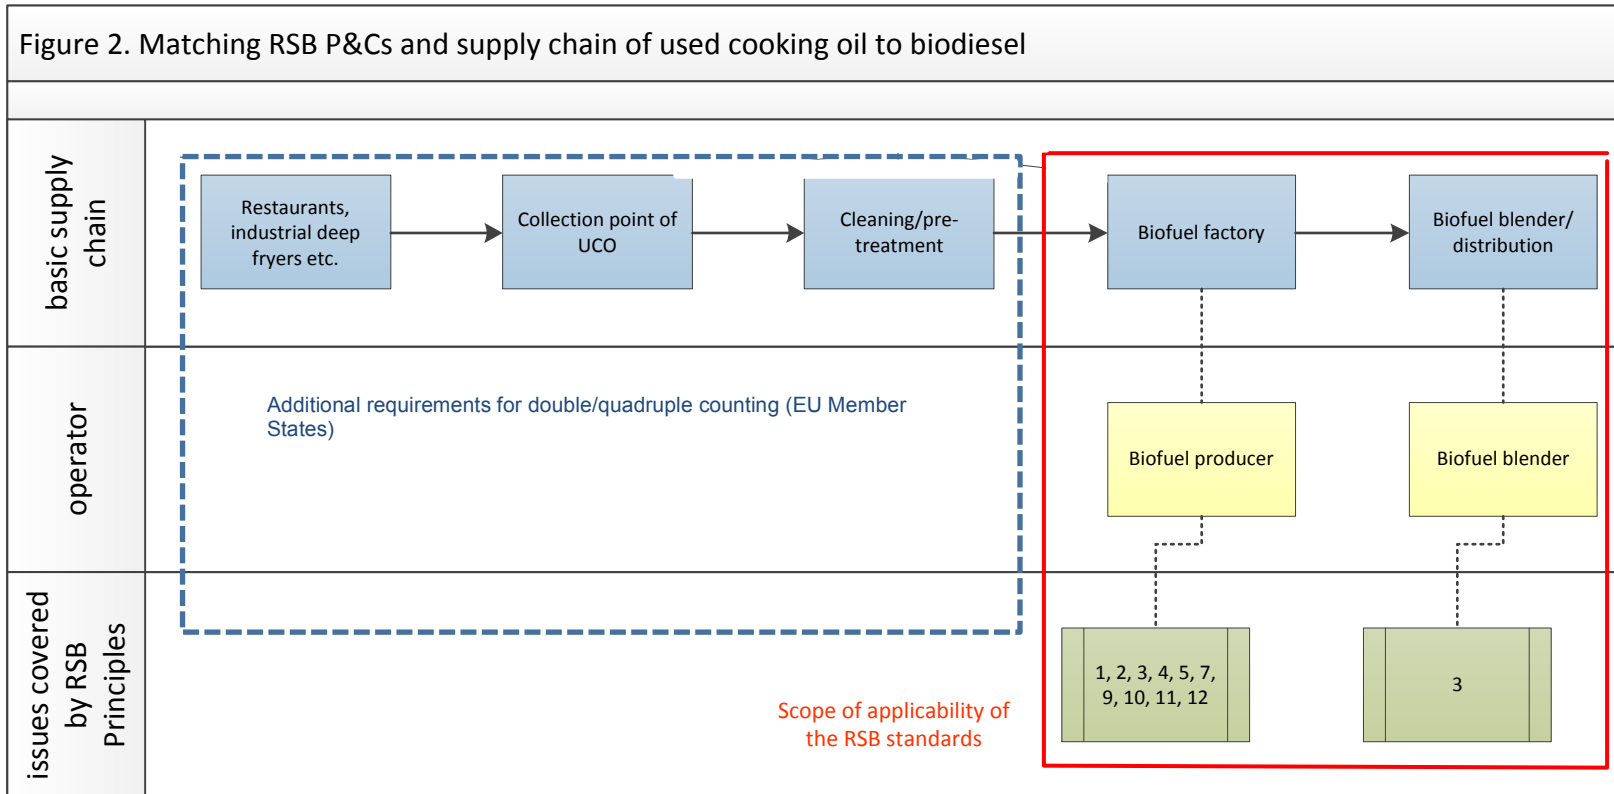 Figure 2. Matching RSB P&Cs and supply chain of used cooking oil to biodiesel
basic supply
chain
Restaurants,
industrial deep
fryers etc.
Collection point of
UCO
Cleaning/pre-
treatment
Biofuel factory
Biofuel blender/
distribution
operator
Additional requirements for double/quadruple counting (EU Member
States)
Biofuel producer
Biofuel blender
issues covered
by RSB
Principles
Scope of applicability of
the RSB standards
1, 2, 3, 4, 5, 7,
9, 10, 11, 12
3